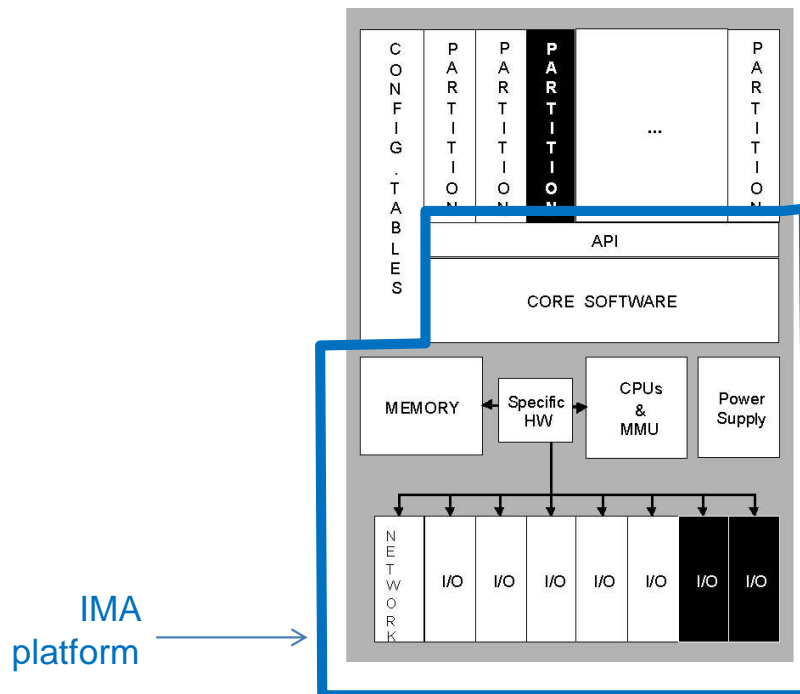 CONFIG.TABLES
PARTITION
PARTITION
PARTITION
...
PARTITION
API
CORE SOFTWARE
MEMORY
Specific
HW
CPUs
&
MMU
Power
Supply
NETWORK
I/O
I/O
I/O
I/O
I/O
I/O
I/O
IMA
platform